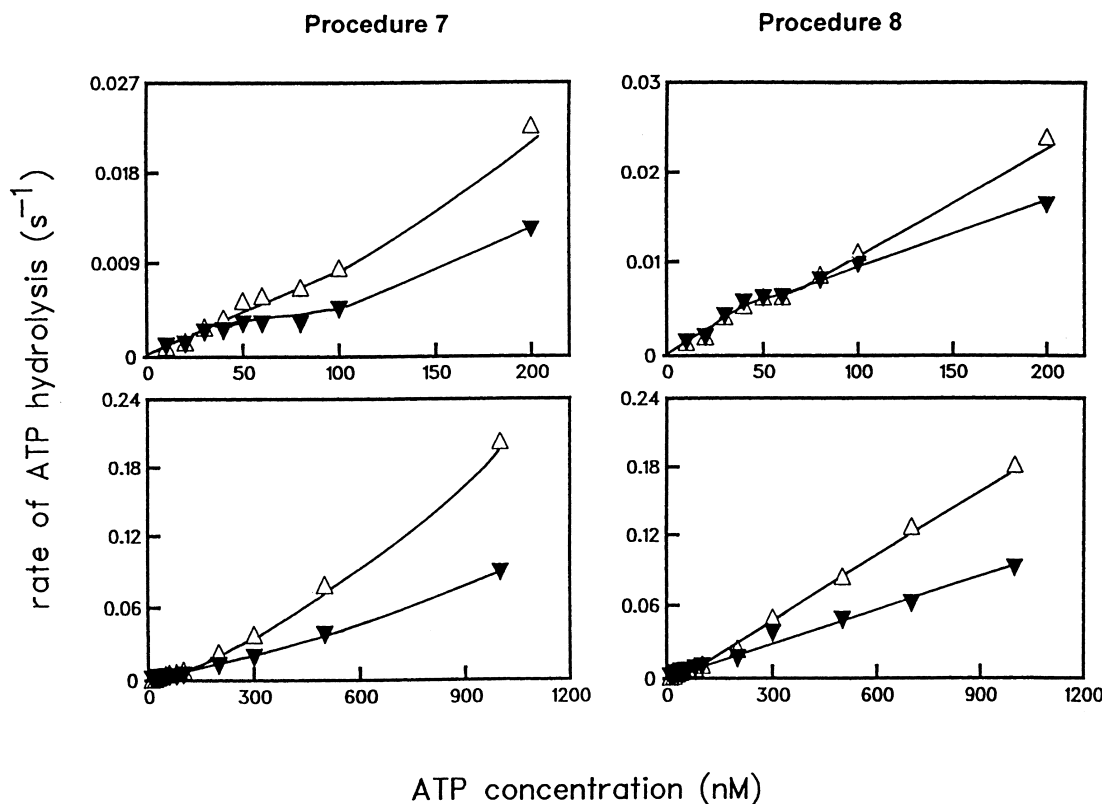 Procedure 7
Procedure 8
rate of ATP hydrolysis (s⁻¹)
0.027
0.018
0.009
0
0 50 100 150 200
0.03
0.02
0.01
0
0 50 100 150 200
0.24
0.18
0.12
0.06
0
0 300 600 900 1200
0.24
0.18
0.12
0.06
0
0 300 600 900 1200
ATP concentration (nM)